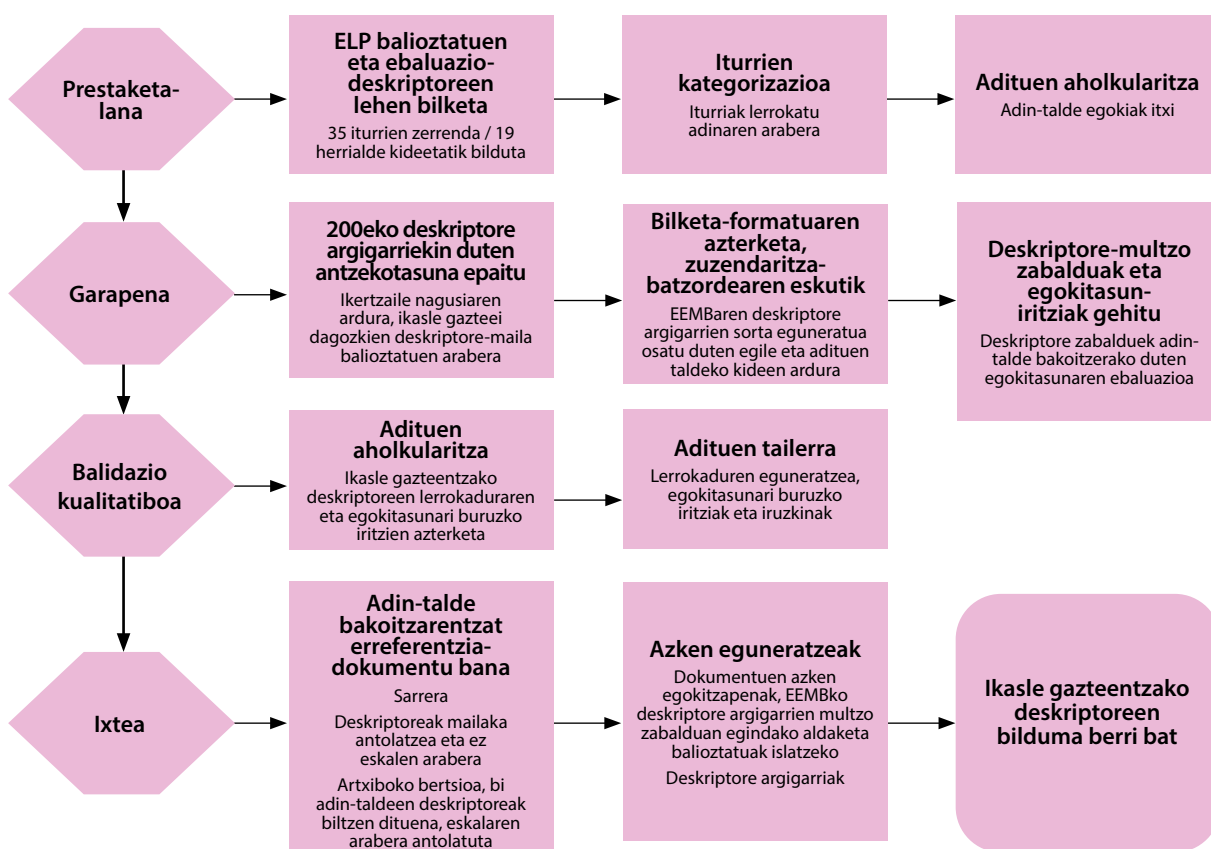 Prestaketa-
lana
ELP balioztatuen
eta ebaluazio-
deskriptoreen
lehen bilketa
35 iturrien zerrenda / 19
herrialde kideetatik bilduta
Iturrien
kategorizazioa
Iturriak lerrokatu
adinaren arabera
Adituen aholkularitza
Adin-talde egokiak itxi
Garapena
200eko deskriptore
argigarriekin duten
antzekotasuna epaitu
Ikertzaile nagusiaren
ardura, ikasle gazteei
dagozkien deskriptore-maila
balioztatuen arabera
Bilketa-formatuaren
azterketa,
zuzendaritza-
batzordearen eskutik
EEMBaren deskriptore
argigarrien sorta eguneratua
osatu duten egile eta adituen
taldeko kideen ardura
Deskriptore-multzo
zabalduak eta
egokitasun-
iritziak gehitu
Deskriptore zabalduek adin-
talde bakoitzerako duten
egokitasunaren ebaluazioa
Balidazio
kualitatiboa
Adituen
aholkularitza
Ikasle gazteentzako
deskriptoreen lerrokaduraren
eta egokitasunari buruzko
iritzien azterketa
Adituen tailerra
Lerrokaduren eguneratzea,
egokitasunari buruzko
iritziak eta iruzkinak
Ixtea
Adin-talde
bakoitzarentzat
erreferentzia-
dokumentu bana
Sarrera
Deskriptoreak mailaka
antolatzea eta ez
eskalen arabera
Artxiboko bertsioa, bi
adin-taldeen deskriptoreak
biltzen dituena, eskalaren
arabera antolatuta
Azken eguneratzeak
Dokumentuen azken
egokitzapenak, EEMBko
deskriptore argigarrien multzo
zabalduan egindako aldaketa
balioztatuak islatzeko
Deskriptore argigarriak
Ikasle gazteentzako
deskriptoreen
bilduma berri bat